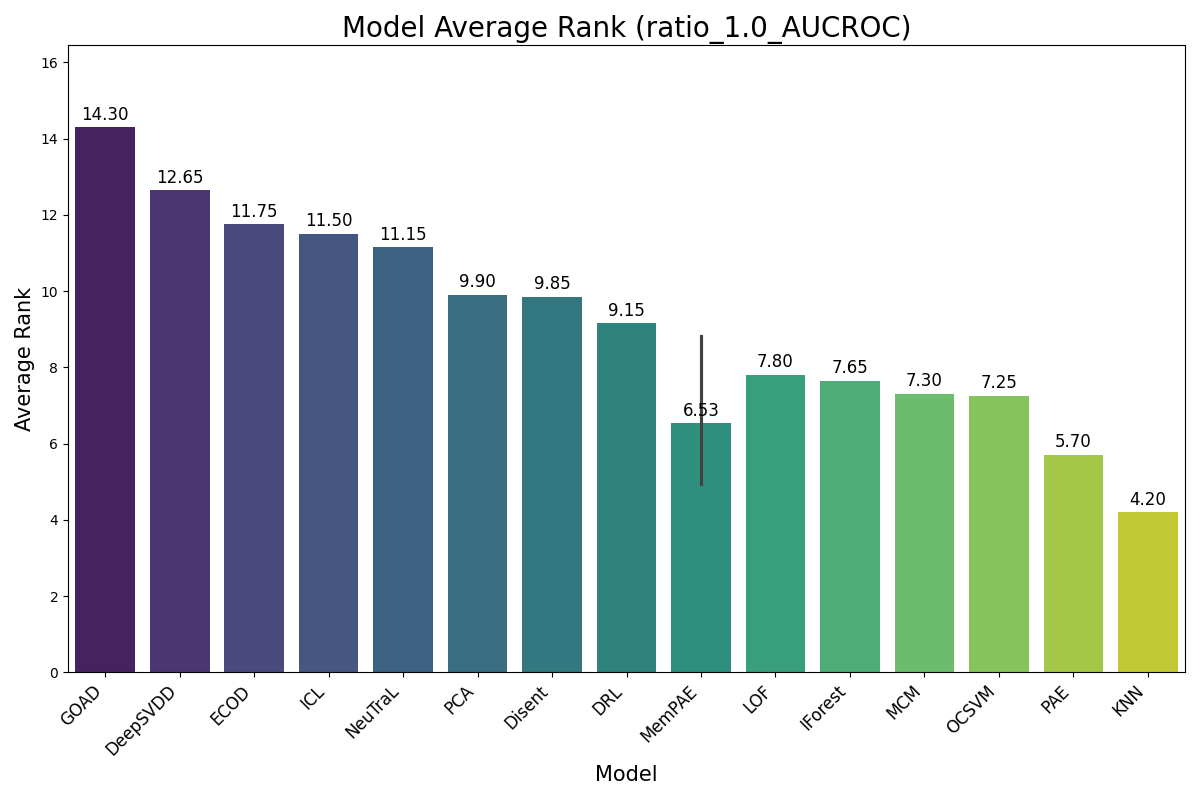 Model Average Rank (ratio_1.0_AUCROC)
16
14
12
10
8
6
4
2
0
Average Rank
14.30
12.65
11.75
11.50
11.15
9.90
9.85
9.15
6.53
7.80
7.65
7.30
7.25
5.70
4.20
GOAD
DeepSVDD
ECOD
ICL
NeuTraL
PCA
Disent
DRL
MemPAE
LOF
IForest
MCM
OCSVM
PAE
KNN
Model